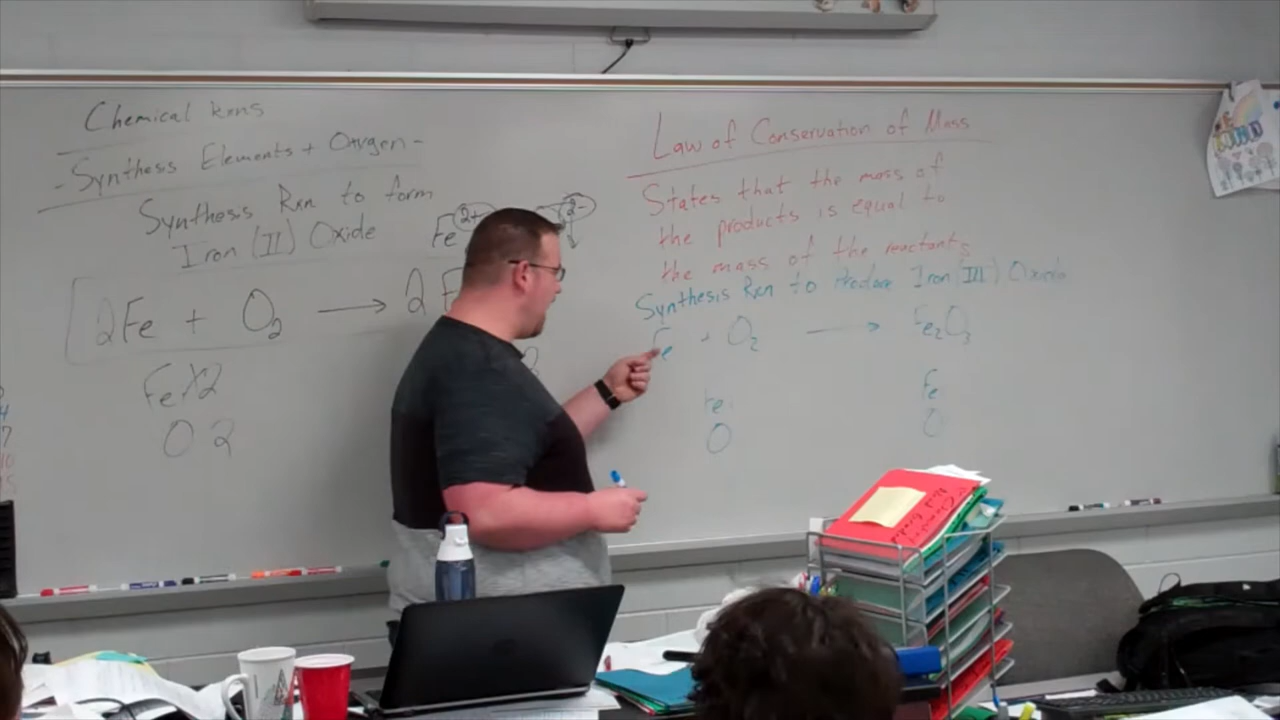 Chemical Rxns
- Synthesis Elements + Oxygen -
Synthesis Rxn to form
Iron (II) Oxide
Fe 2+ 2-
2Fe + O2 → 2
Fe X2
O 2
Law of Conservation of Mass
States that the mass of
the products is equal to
the mass of the reactants
Synthesis Rxn to Produce Iron (III) Oxide
Fe + O2 → Fe2O3
Fe Fe
O O